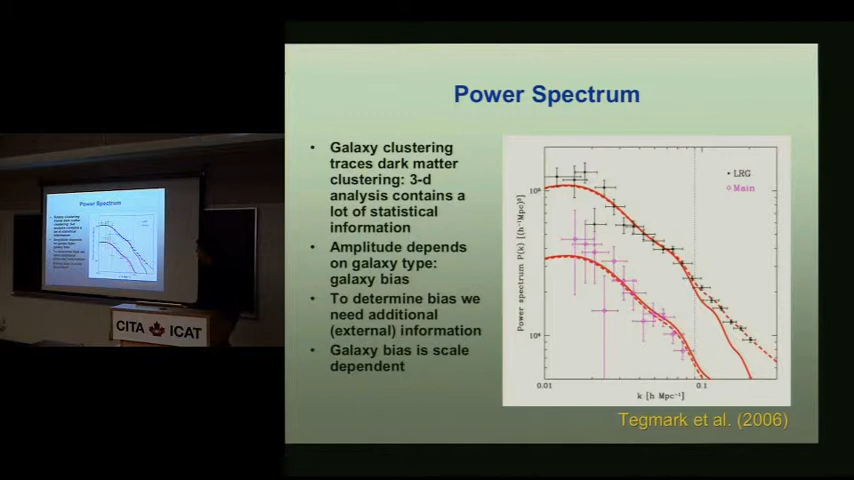 Power Spectrum
• Galaxy clustering
traces dark matter
clustering: 3-d
analysis contains a
lot of statistical
information
• Amplitude depends
on galaxy type:
galaxy bias
• To determine bias we
need additional
(external) information
• Galaxy bias is scale
dependent
Power spectrum P(k) [(h⁻¹Mpc)³]
10⁵
10⁴
LRG
Main
0.01
0.1
k [h Mpc⁻¹]
Tegmark et al. (2006)
Power Spectrum
CITA ICAT